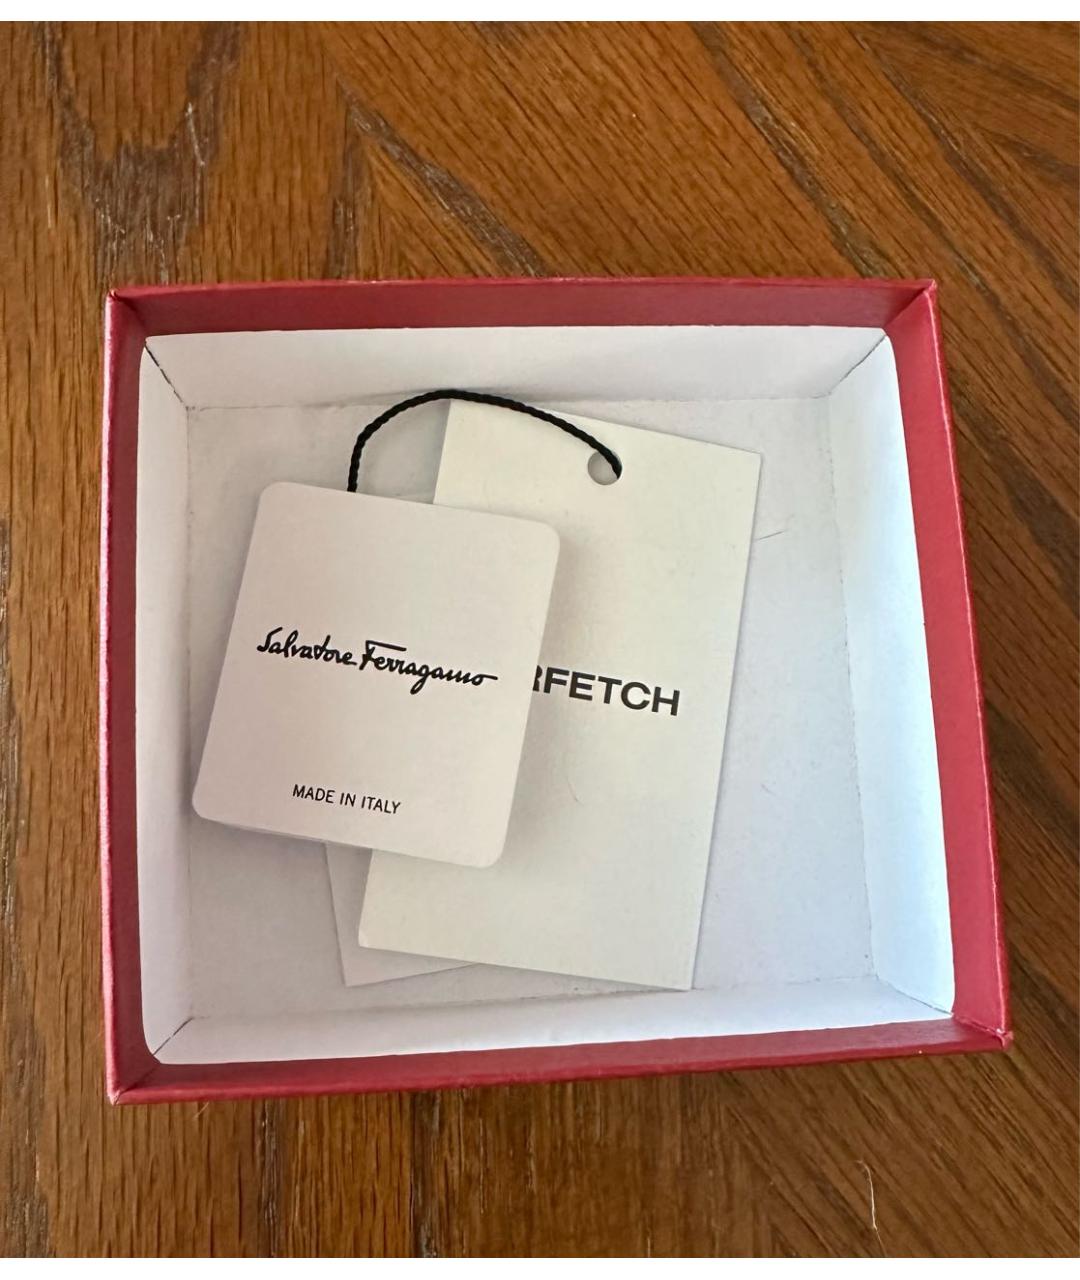 Salvatore Ferragamo
RFETCH
MADE IN ITALY